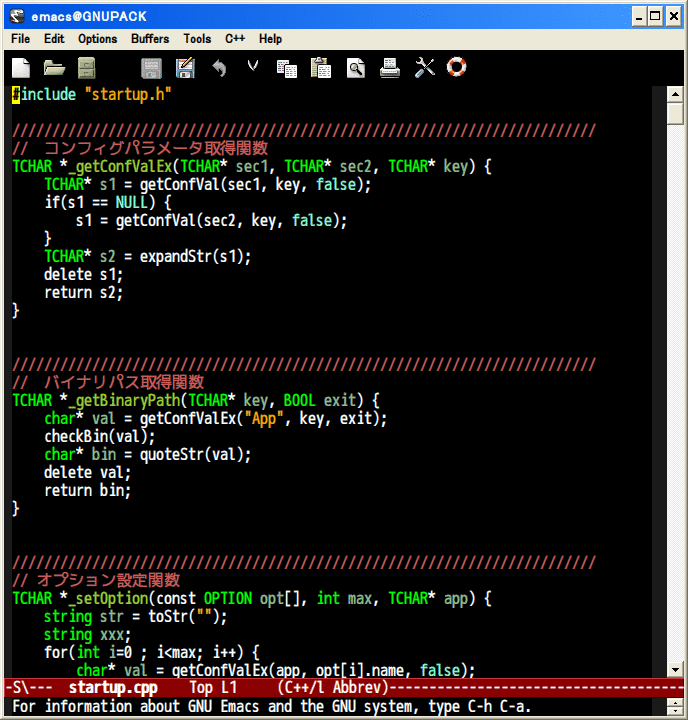 emacs@GNUPACK
File Edit Options Buffers Tools C++ Help
#include "startup.h"
/////////////////////////////////////////////////////////////////////////
//  コンフィグパラメータ取得関数
TCHAR *_getConfValEx(TCHAR* sec1, TCHAR* sec2, TCHAR* key) {
    TCHAR* s1 = getConfVal(sec1, key, false);
    if(s1 == NULL) {
        s1 = getConfVal(sec2, key, false);
    }
    TCHAR* s2 = expandStr(s1);
    delete s1;
    return s2;
}
/////////////////////////////////////////////////////////////////////////
//  バイナリパス取得関数
TCHAR *_getBinaryPath(TCHAR* key, BOOL exit) {
    char* val = getConfValEx("App", key, exit);
    checkBin(val);
    char* bin = quoteStr(val);
    delete val;
    return bin;
}
/////////////////////////////////////////////////////////////////////////
// オプション設定関数
TCHAR *_setOption(const OPTION opt[], int max, TCHAR* app) {
    string str = toStr("");
    string xxx;
    for(int i=0 ; i<max; i++) {
        char* val = getConfValEx(app, opt[i].name, false);
-S\---  startup.cpp    Top L1     (C++/l Abbrev)-------------------------------------
For information about GNU Emacs and the GNU system, type C-h C-a.